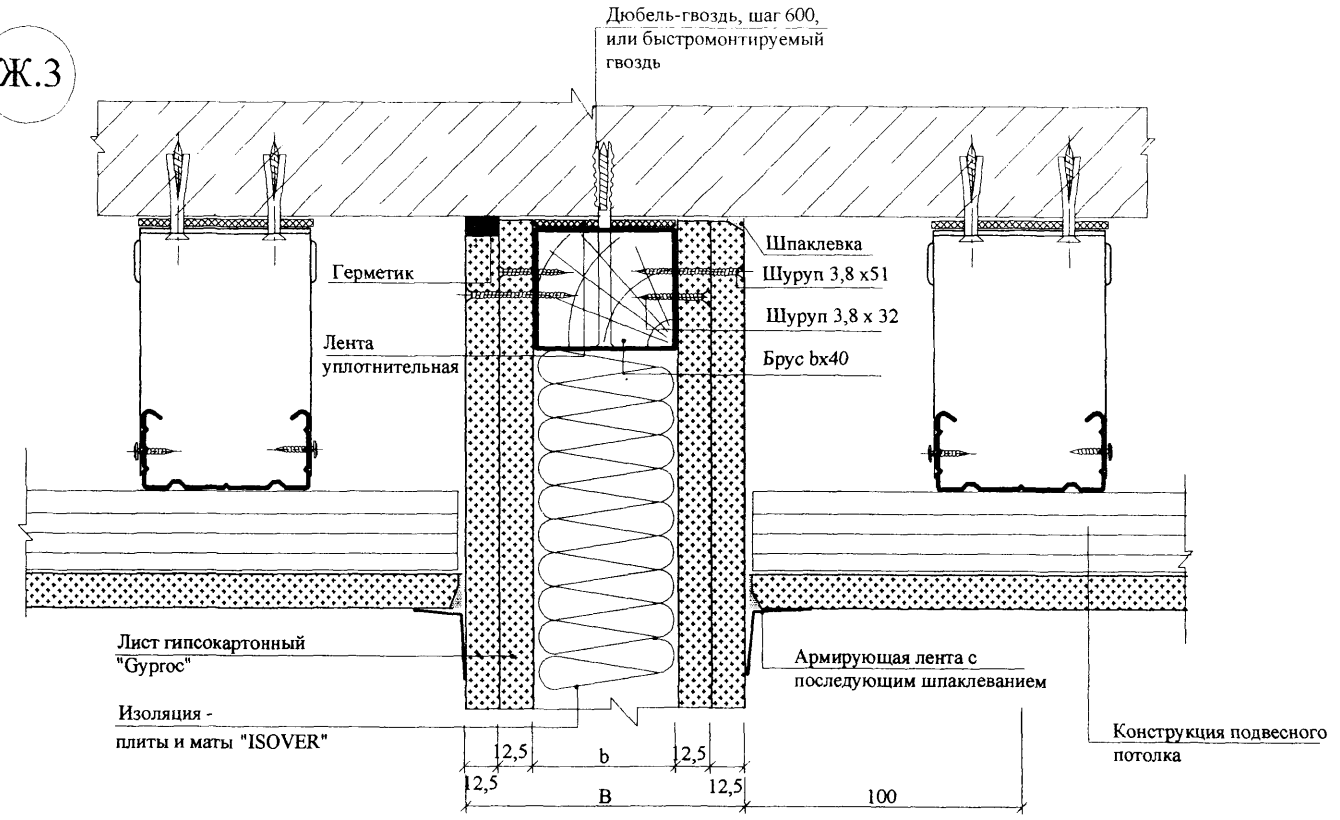 Дюбель-гвоздь, шаг 600,
или быстромонтируемый
гвоздь
Ж.3
Герметик
Лента
уплотнительная
Шпаклевка
Шуруп 3,8 х51
Шуруп 3,8 х 32
Брус bх40
Лист гипсокартонный
"Gyproc"
Изоляция -
плиты и маты "ISOVER"
Армирующая лента с
последующим шпаклеванием
Конструкция подвесного
потолка
12,5
12,5
b
12,5
12,5
В
100